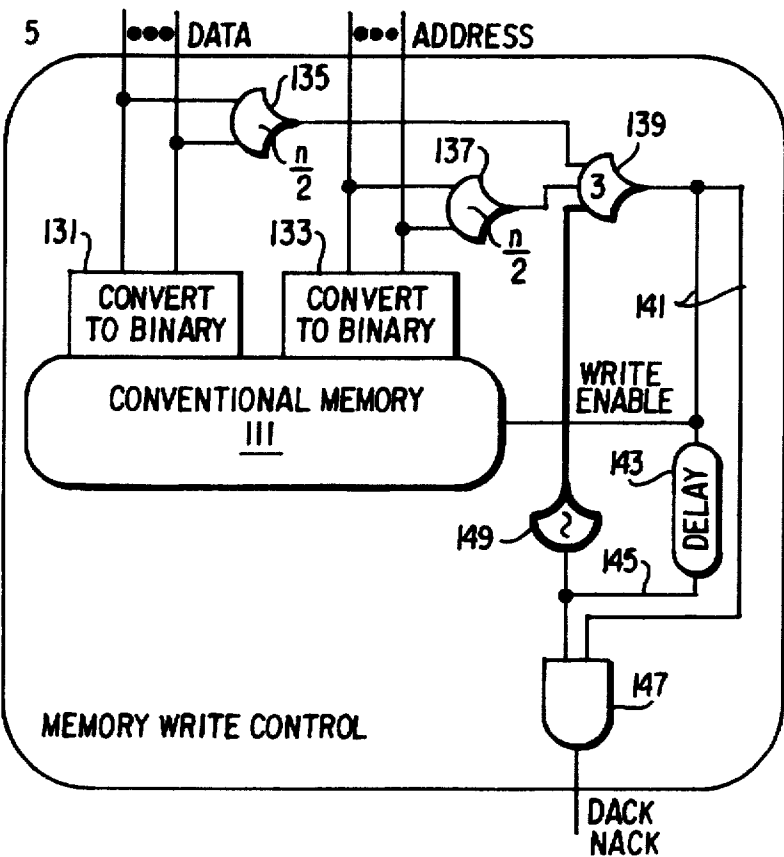 5
DATA
ADDRESS
135
n/2
137
n/2
139
3
131
133
CONVERT
TO BINARY
CONVERT
TO BINARY
141
CONVENTIONAL MEMORY
111
WRITE
ENABLE
143
DELAY
149
2
145
147
MEMORY WRITE CONTROL
DACK
NACK